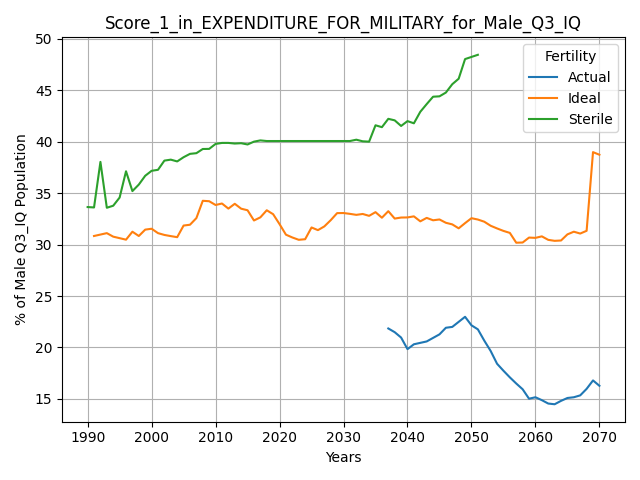 Score_1_in_EXPENDITURE_FOR_MILITARY_for_Male_Q3_IQ
% of Male Q3_IQ Population
50
45
40
35
30
25
20
15
Fertility
Actual
Ideal
Sterile
1990 2000 2010 2020 2030 2040 2050 2060 2070
Years